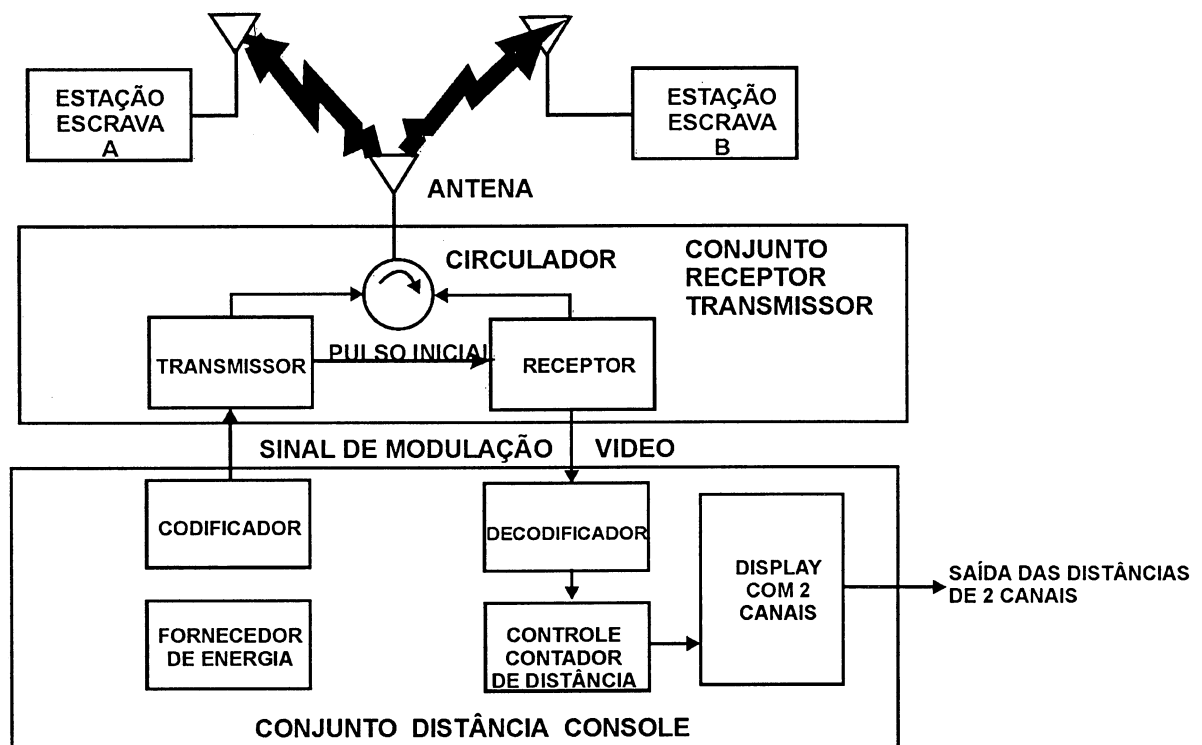 ESTAÇÃO
ESCRAVA
A
ESTAÇÃO
ESCRAVA
B
ANTENA
CIRCULADOR
CONJUNTO
RECEPTOR
TRANSMISSOR
TRANSMISSOR
PULSO INICIAL
RECEPTOR
SINAL DE MODULAÇÃO
VIDEO
CODIFICADOR
DECODIFICADOR
DISPLAY
COM 2
CANAIS
SAÍDA DAS DISTÂNCIAS
DE 2 CANAIS
FORNECEDOR
DE ENERGIA
CONTROLE
CONTADOR
DE DISTÂNCIA
CONJUNTO DISTÂNCIA CONSOLE